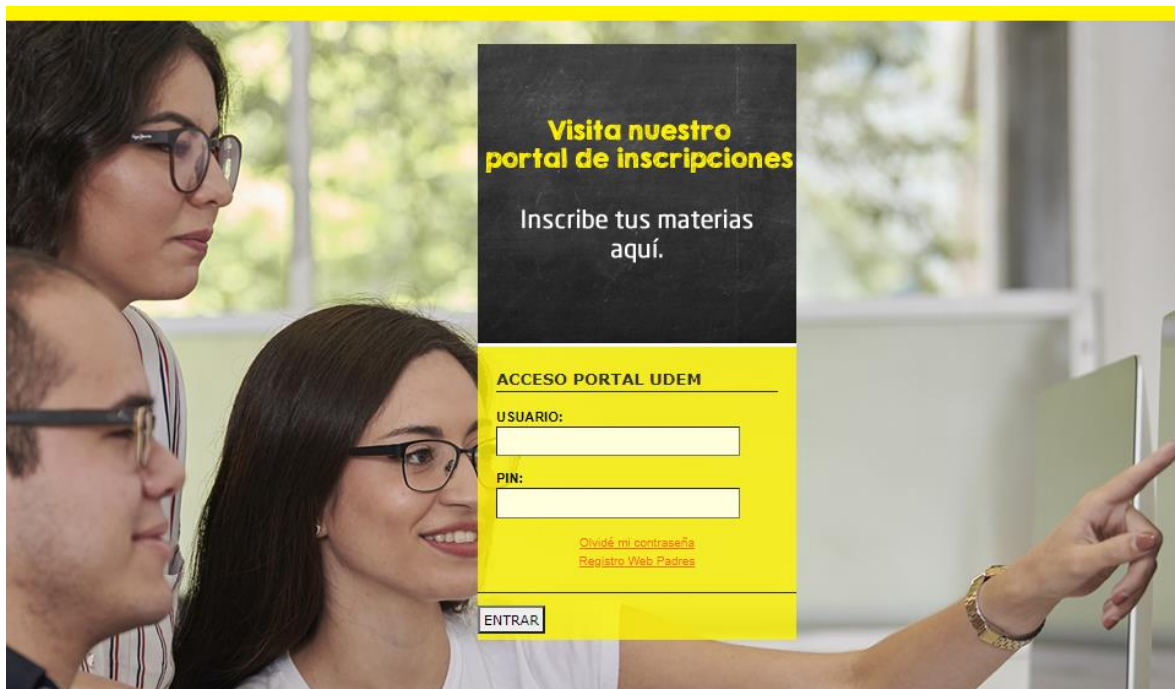 Visita nuestro
portal de inscripciones
Inscribe tus materias
aquí.
ACCESO PORTAL UDEM
USUARIO:
PIN:
Olvidé mi contraseña
Registro Web Padres
ENTRAR